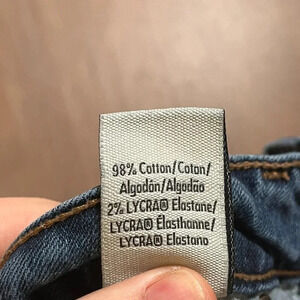 98% Cotton/Coton/
Algodón/Algodão
2% LYCRA® Elastane/
LYCRA® Élasthanne/
LYCRA® Elastano